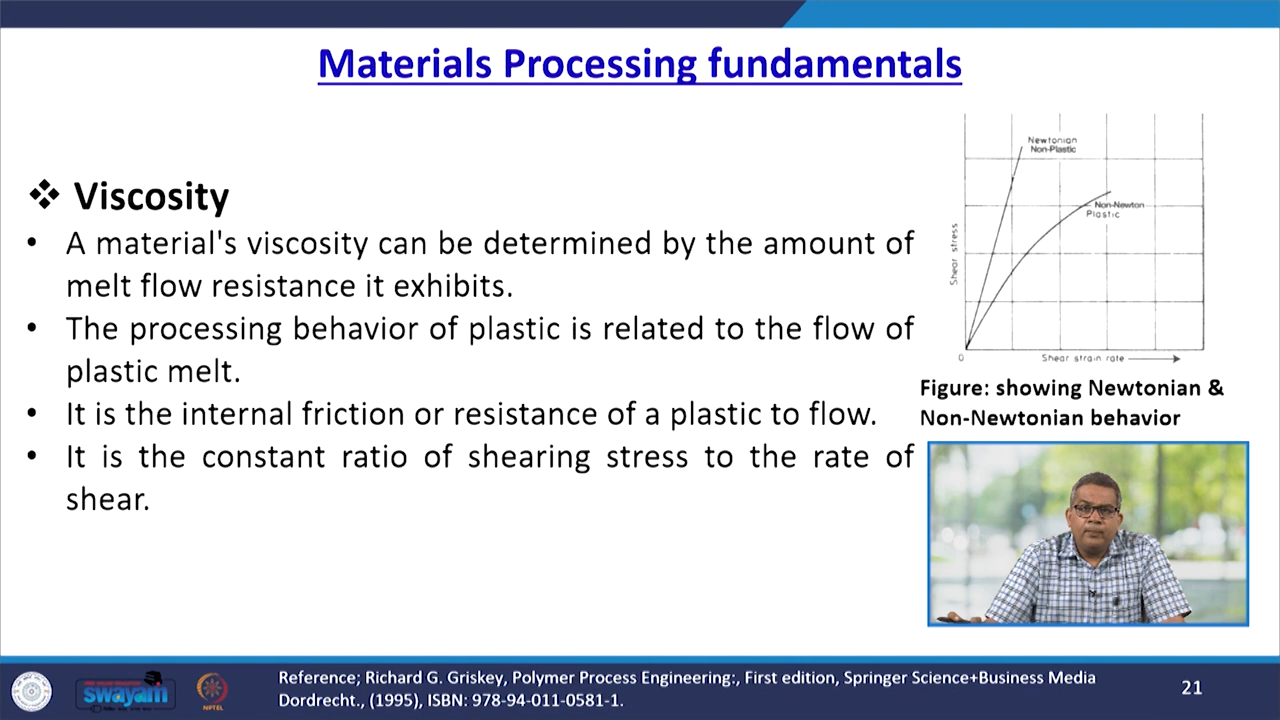 Materials Processing fundamentals
❖ Viscosity
• A material's viscosity can be determined by the amount of
melt flow resistance it exhibits.
• The processing behavior of plastic is related to the flow of
plastic melt.
• It is the internal friction or resistance of a plastic to flow.
• It is the constant ratio of shearing stress to the rate of
shear.
Newtonian
Non-Plastic
Non-Newton
Plastic
Shear stress
0
Shear strain rate
Figure: showing Newtonian &
Non-Newtonian behavior
swayam
NPTEL
Reference; Richard G. Griskey, Polymer Process Engineering:, First edition, Springer Science+Business Media
Dordrecht., (1995), ISBN: 978-94-011-0581-1.
21